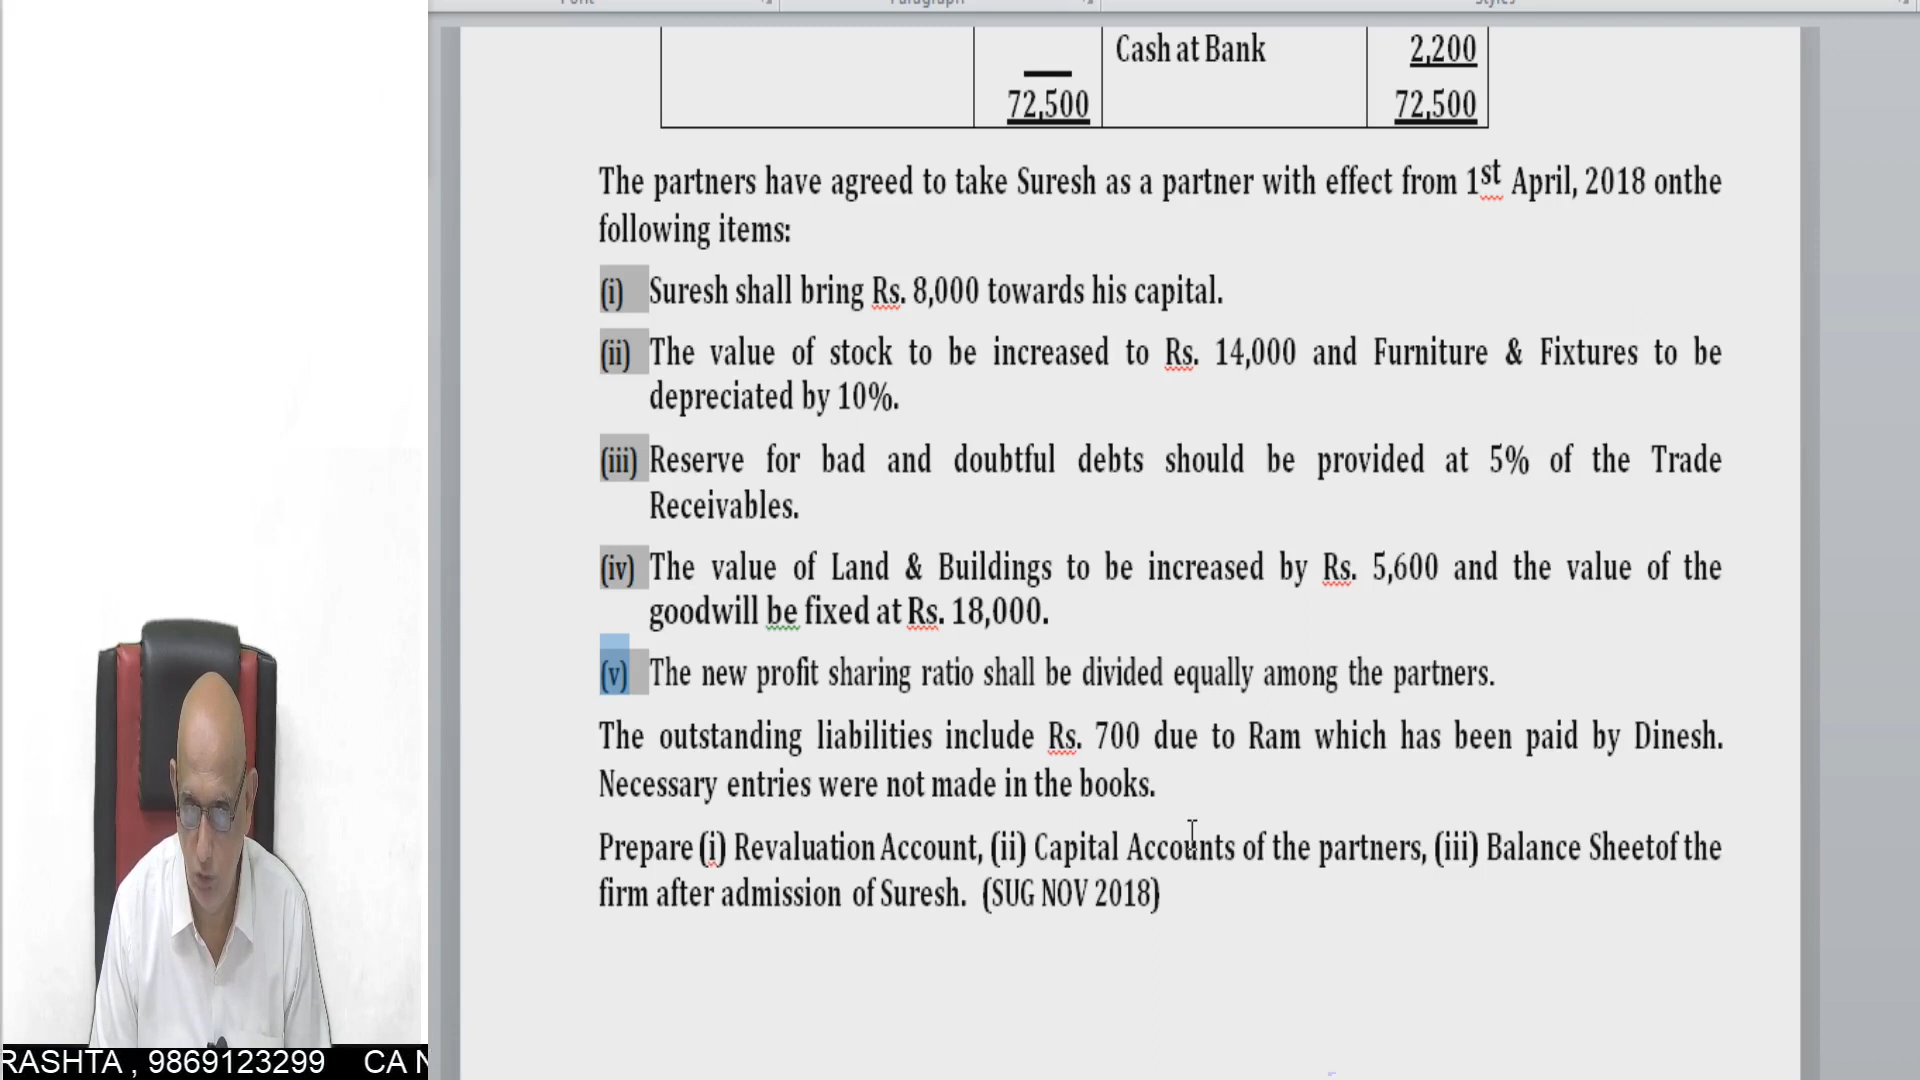 Cash at Bank 2,200
72,500 72,500
The partners have agreed to take Suresh as a partner with effect from 1st April, 2018 onthe
following items:
(i) Suresh shall bring Rs. 8,000 towards his capital.
(ii) The value of stock to be increased to Rs. 14,000 and Furniture & Fixtures to be
depreciated by 10%.
(iii) Reserve for bad and doubtful debts should be provided at 5% of the Trade
Receivables.
(iv) The value of Land & Buildings to be increased by Rs. 5,600 and the value of the
goodwill be fixed at Rs. 18,000.
(v) The new profit sharing ratio shall be divided equally among the partners.
The outstanding liabilities include Rs. 700 due to Ram which has been paid by Dinesh.
Necessary entries were not made in the books.
Prepare (i) Revaluation Account, (ii) Capital Accounts of the partners, (iii) Balance Sheetof the
firm after admission of Suresh. (SUG NOV 2018)
RASHTA , 9869123299 CA N